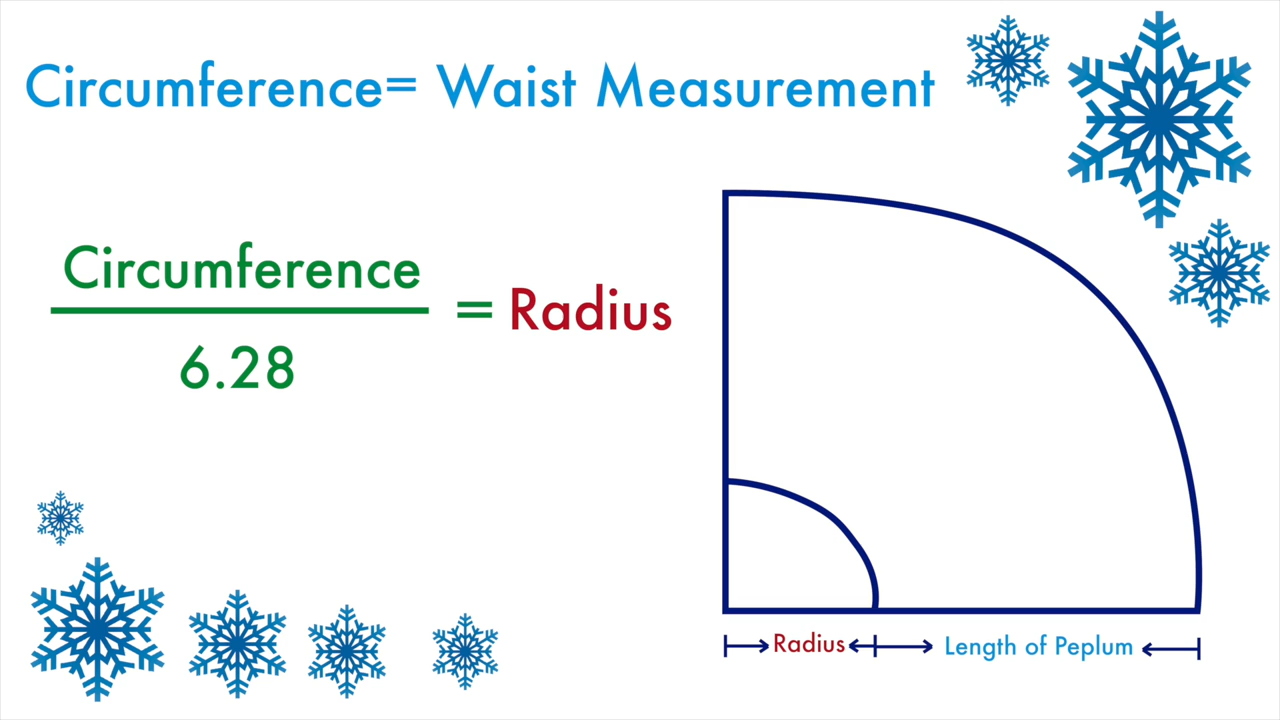 Circumference= Waist Measurement
Circumference
6.28
= Radius
Radius
Length of Peplum